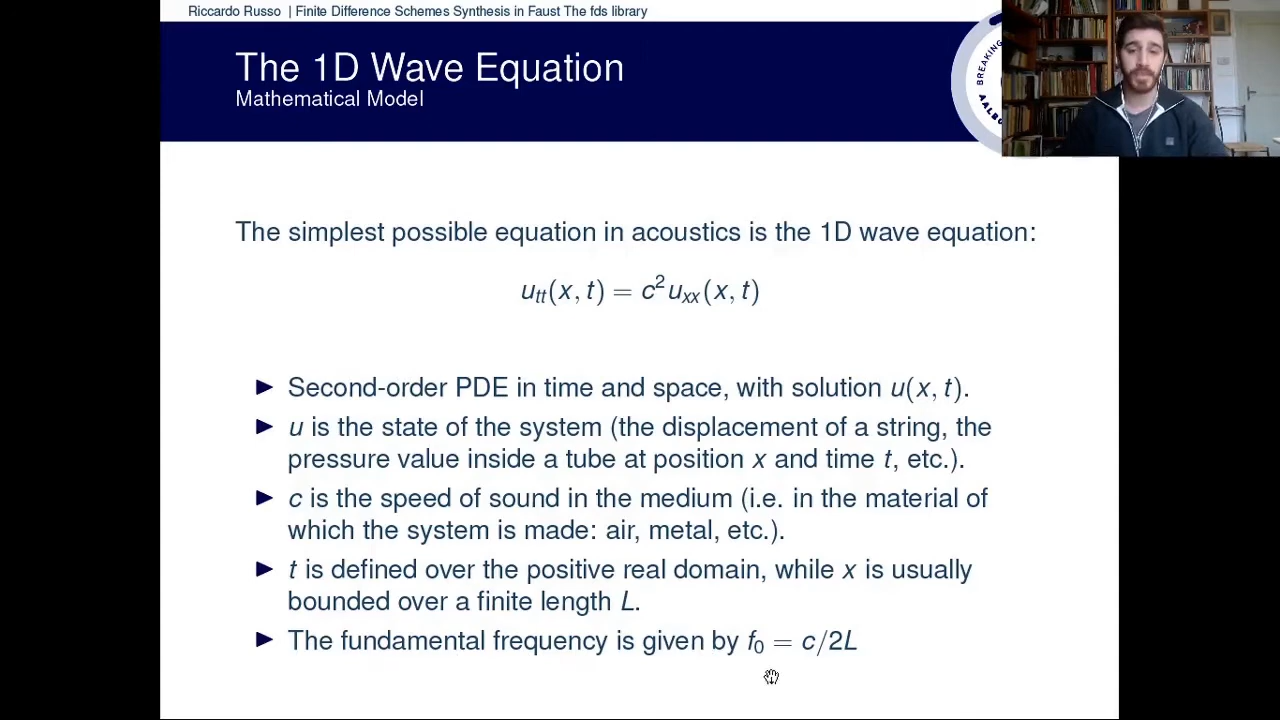 Riccardo Russo | Finite Difference Schemes Synthesis in Faust The fds library
The 1D Wave Equation
Mathematical Model
BREAKING
AALBU
The simplest possible equation in acoustics is the 1D wave equation:
uₜₜ(x, t) = c²uₓₓ(x, t)
► Second-order PDE in time and space, with solution u(x, t).
► u is the state of the system (the displacement of a string, the
pressure value inside a tube at position x and time t, etc.).
► c is the speed of sound in the medium (i.e. in the material of
which the system is made: air, metal, etc.).
► t is defined over the positive real domain, while x is usually
bounded over a finite length L.
► The fundamental frequency is given by f₀ = c/2L